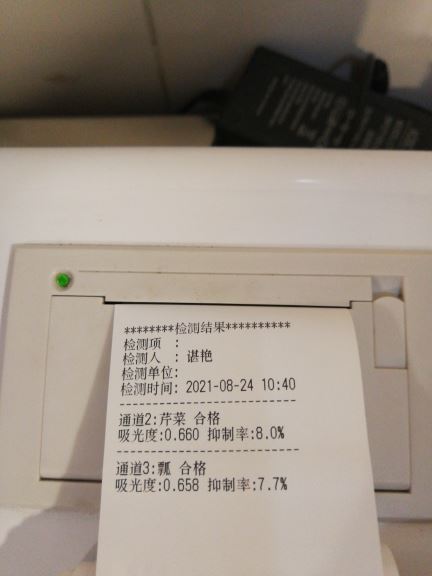 ********检测结果**********
检测项 :
检测人 : 谌艳
检测单位:
检测时间: 2021-08-24 10:40
------------------------
通道2:芹菜 合格
吸光度:0.660 抑制率:8.0%
------------------------
通道3:瓢 合格
吸光度:0.658 抑制率:7.7%